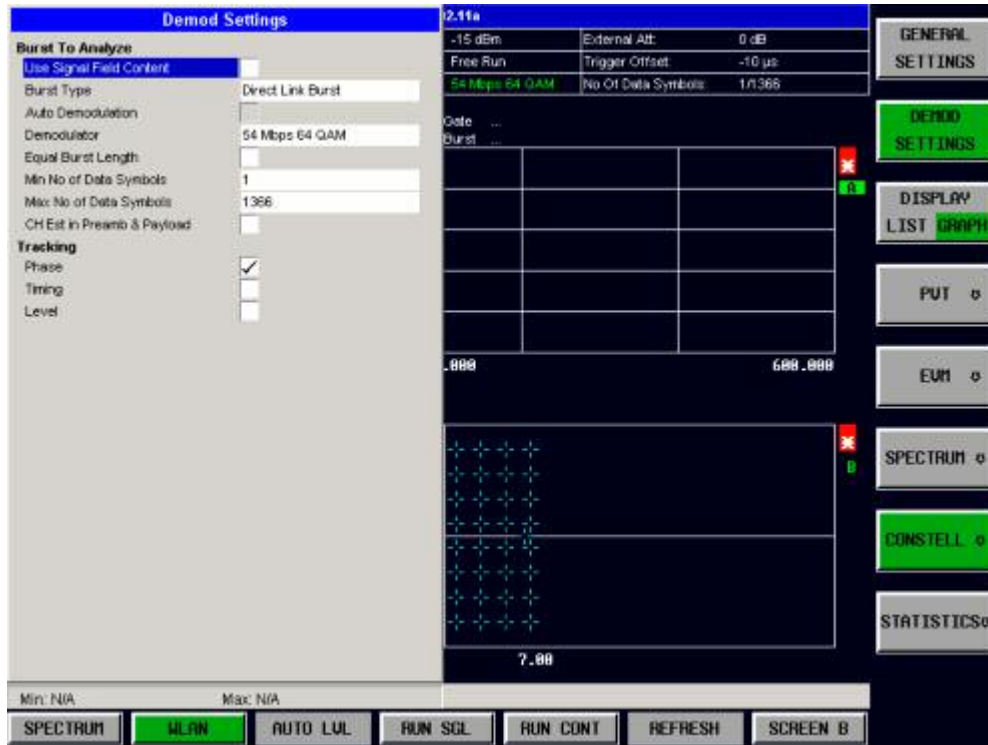 Demod Settings
Burst To Analyze
Use Signal Field Content
Burst Type Direct Link Burst
Auto Demodulation
Demodulator 54 Mbps 64 QAM
Equal Burst Length
Min No of Data Symbols 1
Max No of Data Symbols 1366
CH Est in Preamb & Payload
Tracking
Phase
Timing
Level
Min: N/A Max: N/A
2.11a
-15 dBm External Att: 0 dB
Free Run Trigger Offset: -10 µs
54 Mbps 64 QAM No Of Data Symbols: 1/1366
Gate ...
Burst ...
A
.000 600.000
B
7.00
GENERAL
SETTINGS
DEMOD
SETTINGS
DISPLAY
LIST GRAPH
PVT
EVM
SPECTRUM
CONSTELL
STATISTICS
SPECTRUM WLAN AUTO LVL RUN SGL RUN CONT REFRESH SCREEN B